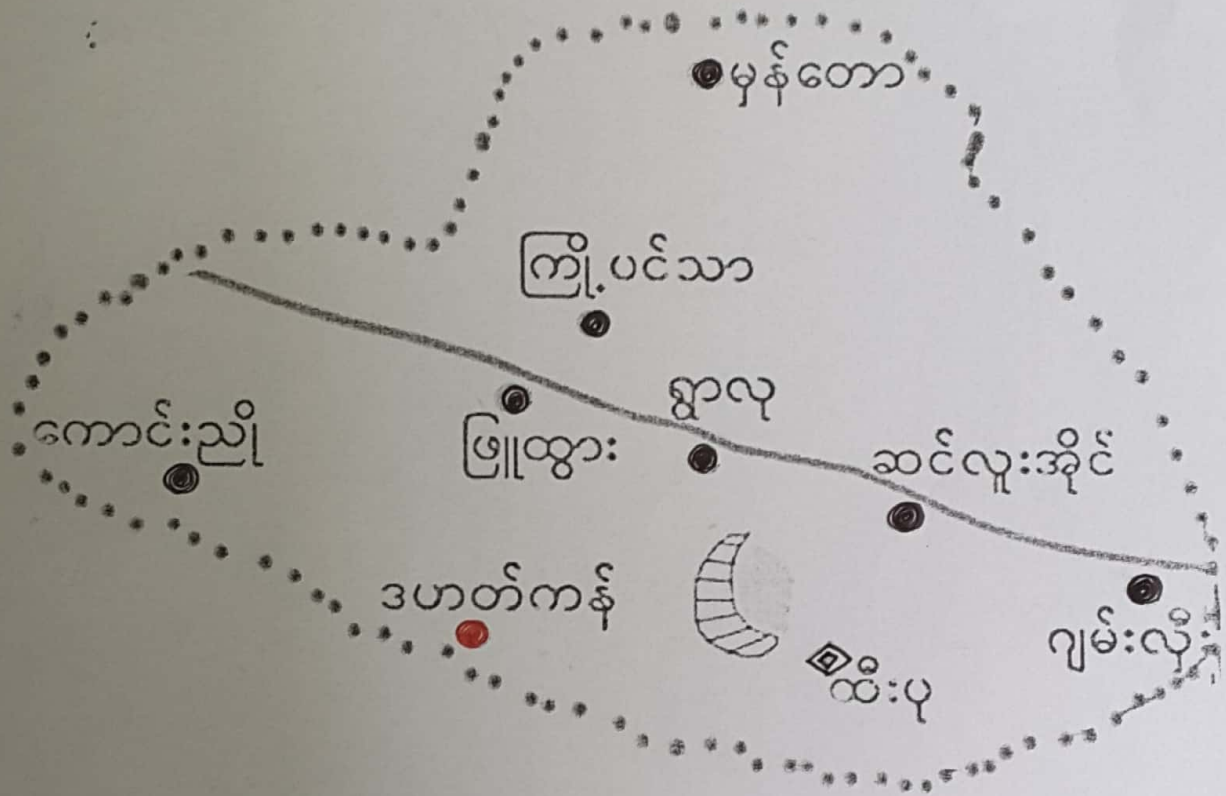 မှန်တော
ကြို့ပင်သာ
ရွာလု
ကောင်းညို
ဖြူထွား
ဆင်လူးအိုင်
ဒဟတ်ကန်
ဂျမ်းလှီး
ထီးပု